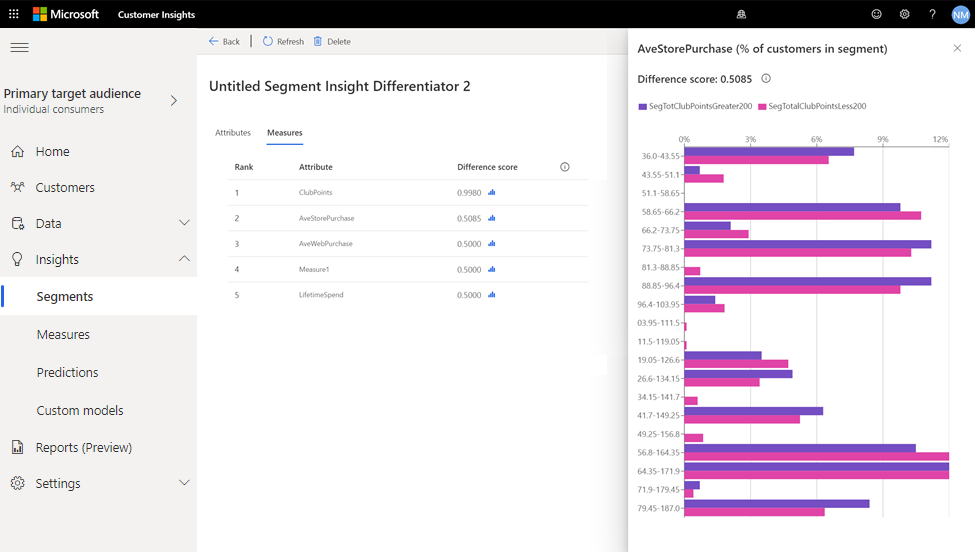 Microsoft Customer Insights ? NM
Back Refresh Delete
Primary target audience
Individual consumers
Home
Customers
Data
Insights
Segments
Measures
Predictions
Custom models
Reports (Preview)
Settings
Untitled Segment Insight Differentiator 2
Attributes Measures
Rank Attribute Difference score
1 ClubPoints 0.9980
2 AveStorePurchase 0.5085
3 AveWebPurchase 0.5000
4 Measure1 0.5000
5 LifetimeSpend 0.5000
AveStorePurchase (% of customers in segment)
Difference score: 0.5085
SegTotClubPointsGreater200 SegTotalClubPointsLess200
0% 3% 6% 9% 12%
36.0-43.55
43.55-51.1
51.1-58.65
58.65-66.2
66.2-73.75
73.75-81.3
81.3-88.85
88.85-96.4
96.4-103.95
03.95-111.5
11.5-119.05
19.05-126.6
26.6-134.15
34.15-141.7
41.7-149.25
49.25-156.8
56.8-164.35
64.35-171.9
71.9-179.45
79.45-187.0